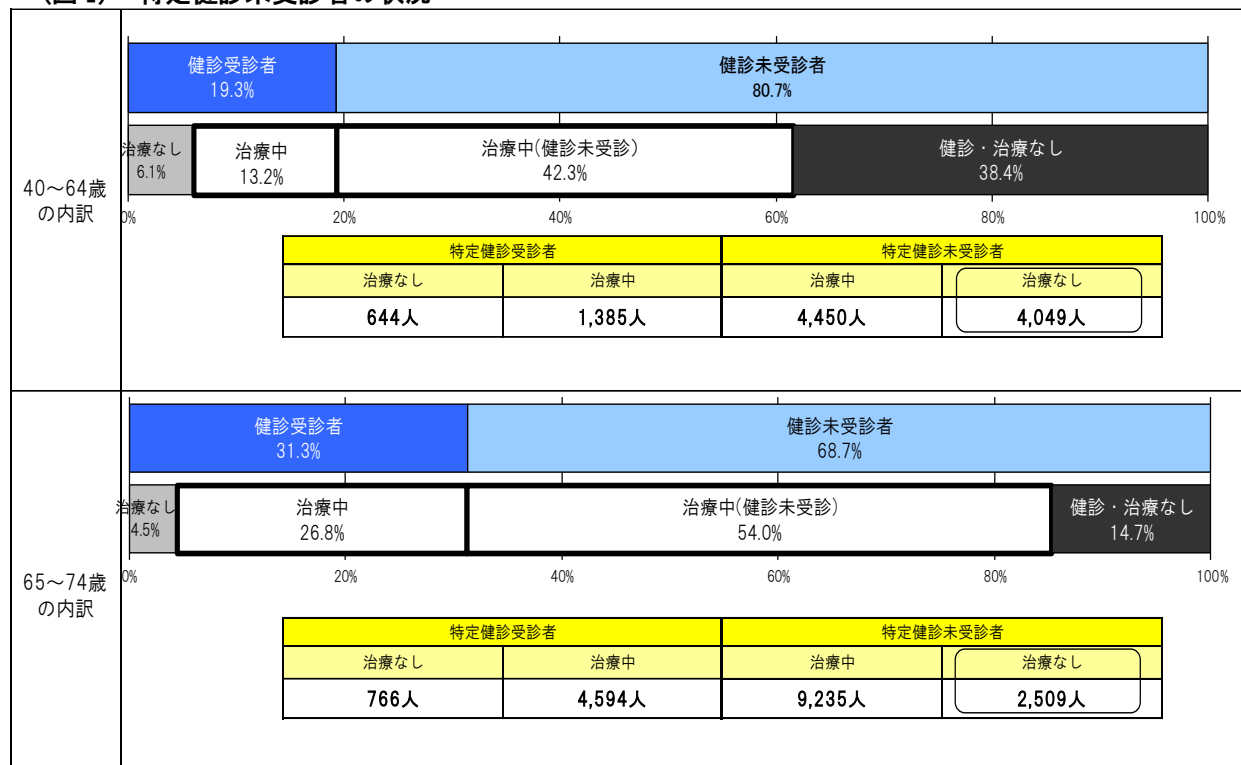 特定健診未受診者の状況
40～64歳
の内訳
健診受診者
19.3%
健診未受診者
80.7%
治療なし
6.1%
治療中
13.2%
治療中(健診未受診)
42.3%
健診・治療なし
38.4%
0% 20% 40% 60% 80% 100%
特定健診受診者 特定健診未受診者
治療なし 治療中 治療中 治療なし
644人 1,385人 4,450人 4,049人
65～74歳
の内訳
健診受診者
31.3%
健診未受診者
68.7%
治療なし
4.5%
治療中
26.8%
治療中(健診未受診)
54.0%
健診・治療なし
14.7%
0% 20% 40% 60% 80% 100%
特定健診受診者 特定健診未受診者
治療なし 治療中 治療中 治療なし
766人 4,594人 9,235人 2,509人